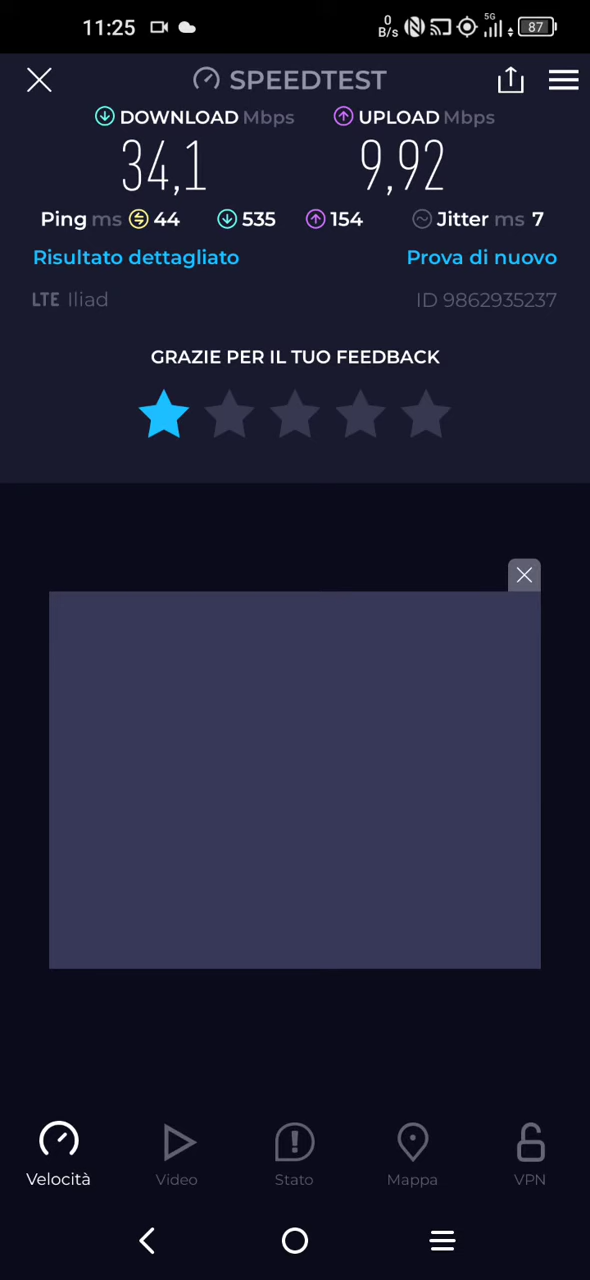 11:25 0 B/s 5G 87
SPEEDTEST
DOWNLOAD Mbps UPLOAD Mbps
34,1 9,92
Ping ms 44 535 154 Jitter ms 7
Risultato dettagliato Prova di nuovo
LTE Iliad ID 9862935237
GRAZIE PER IL TUO FEEDBACK
Velocità Video Stato Mappa VPN